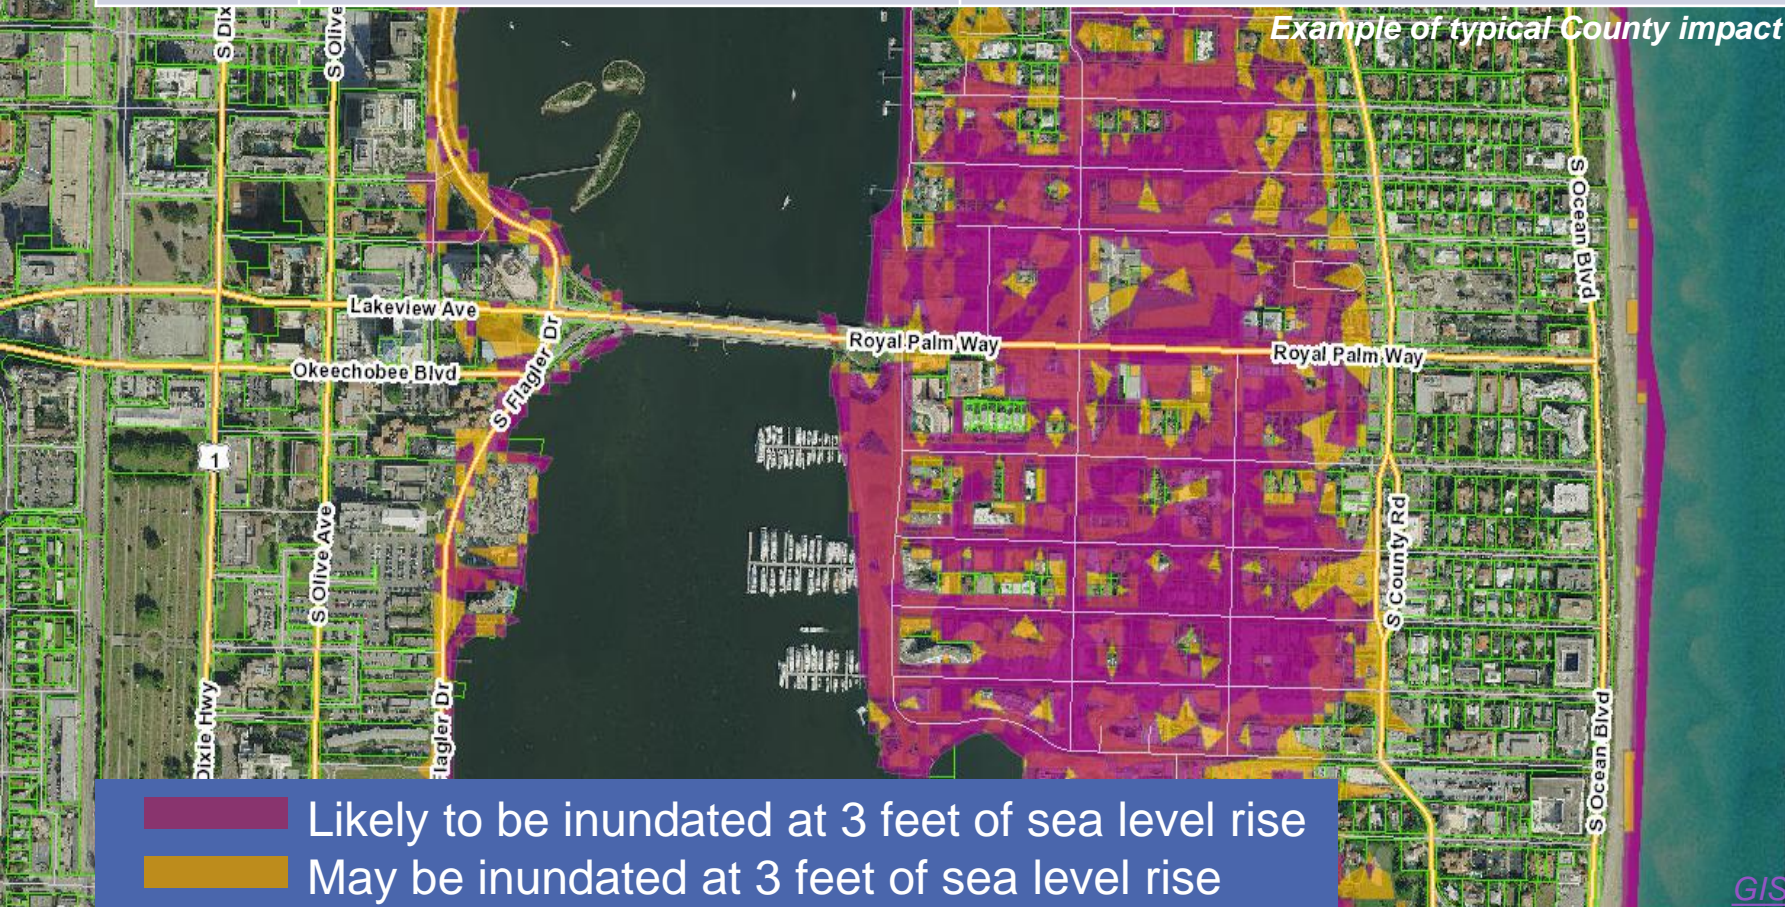 Example of typical County impact
S Dix
S Olive
S Ocean Blvd
Lakeview Ave
Royal Palm Way
Royal Palm Way
Okeechobee Blvd
S Flagler Dr
1
S Olive Ave
S County Rd
Dixie Hwy
Flagler Dr
S Ocean Blvd
Likely to be inundated at 3 feet of sea level rise
May be inundated at 3 feet of sea level rise
GIS